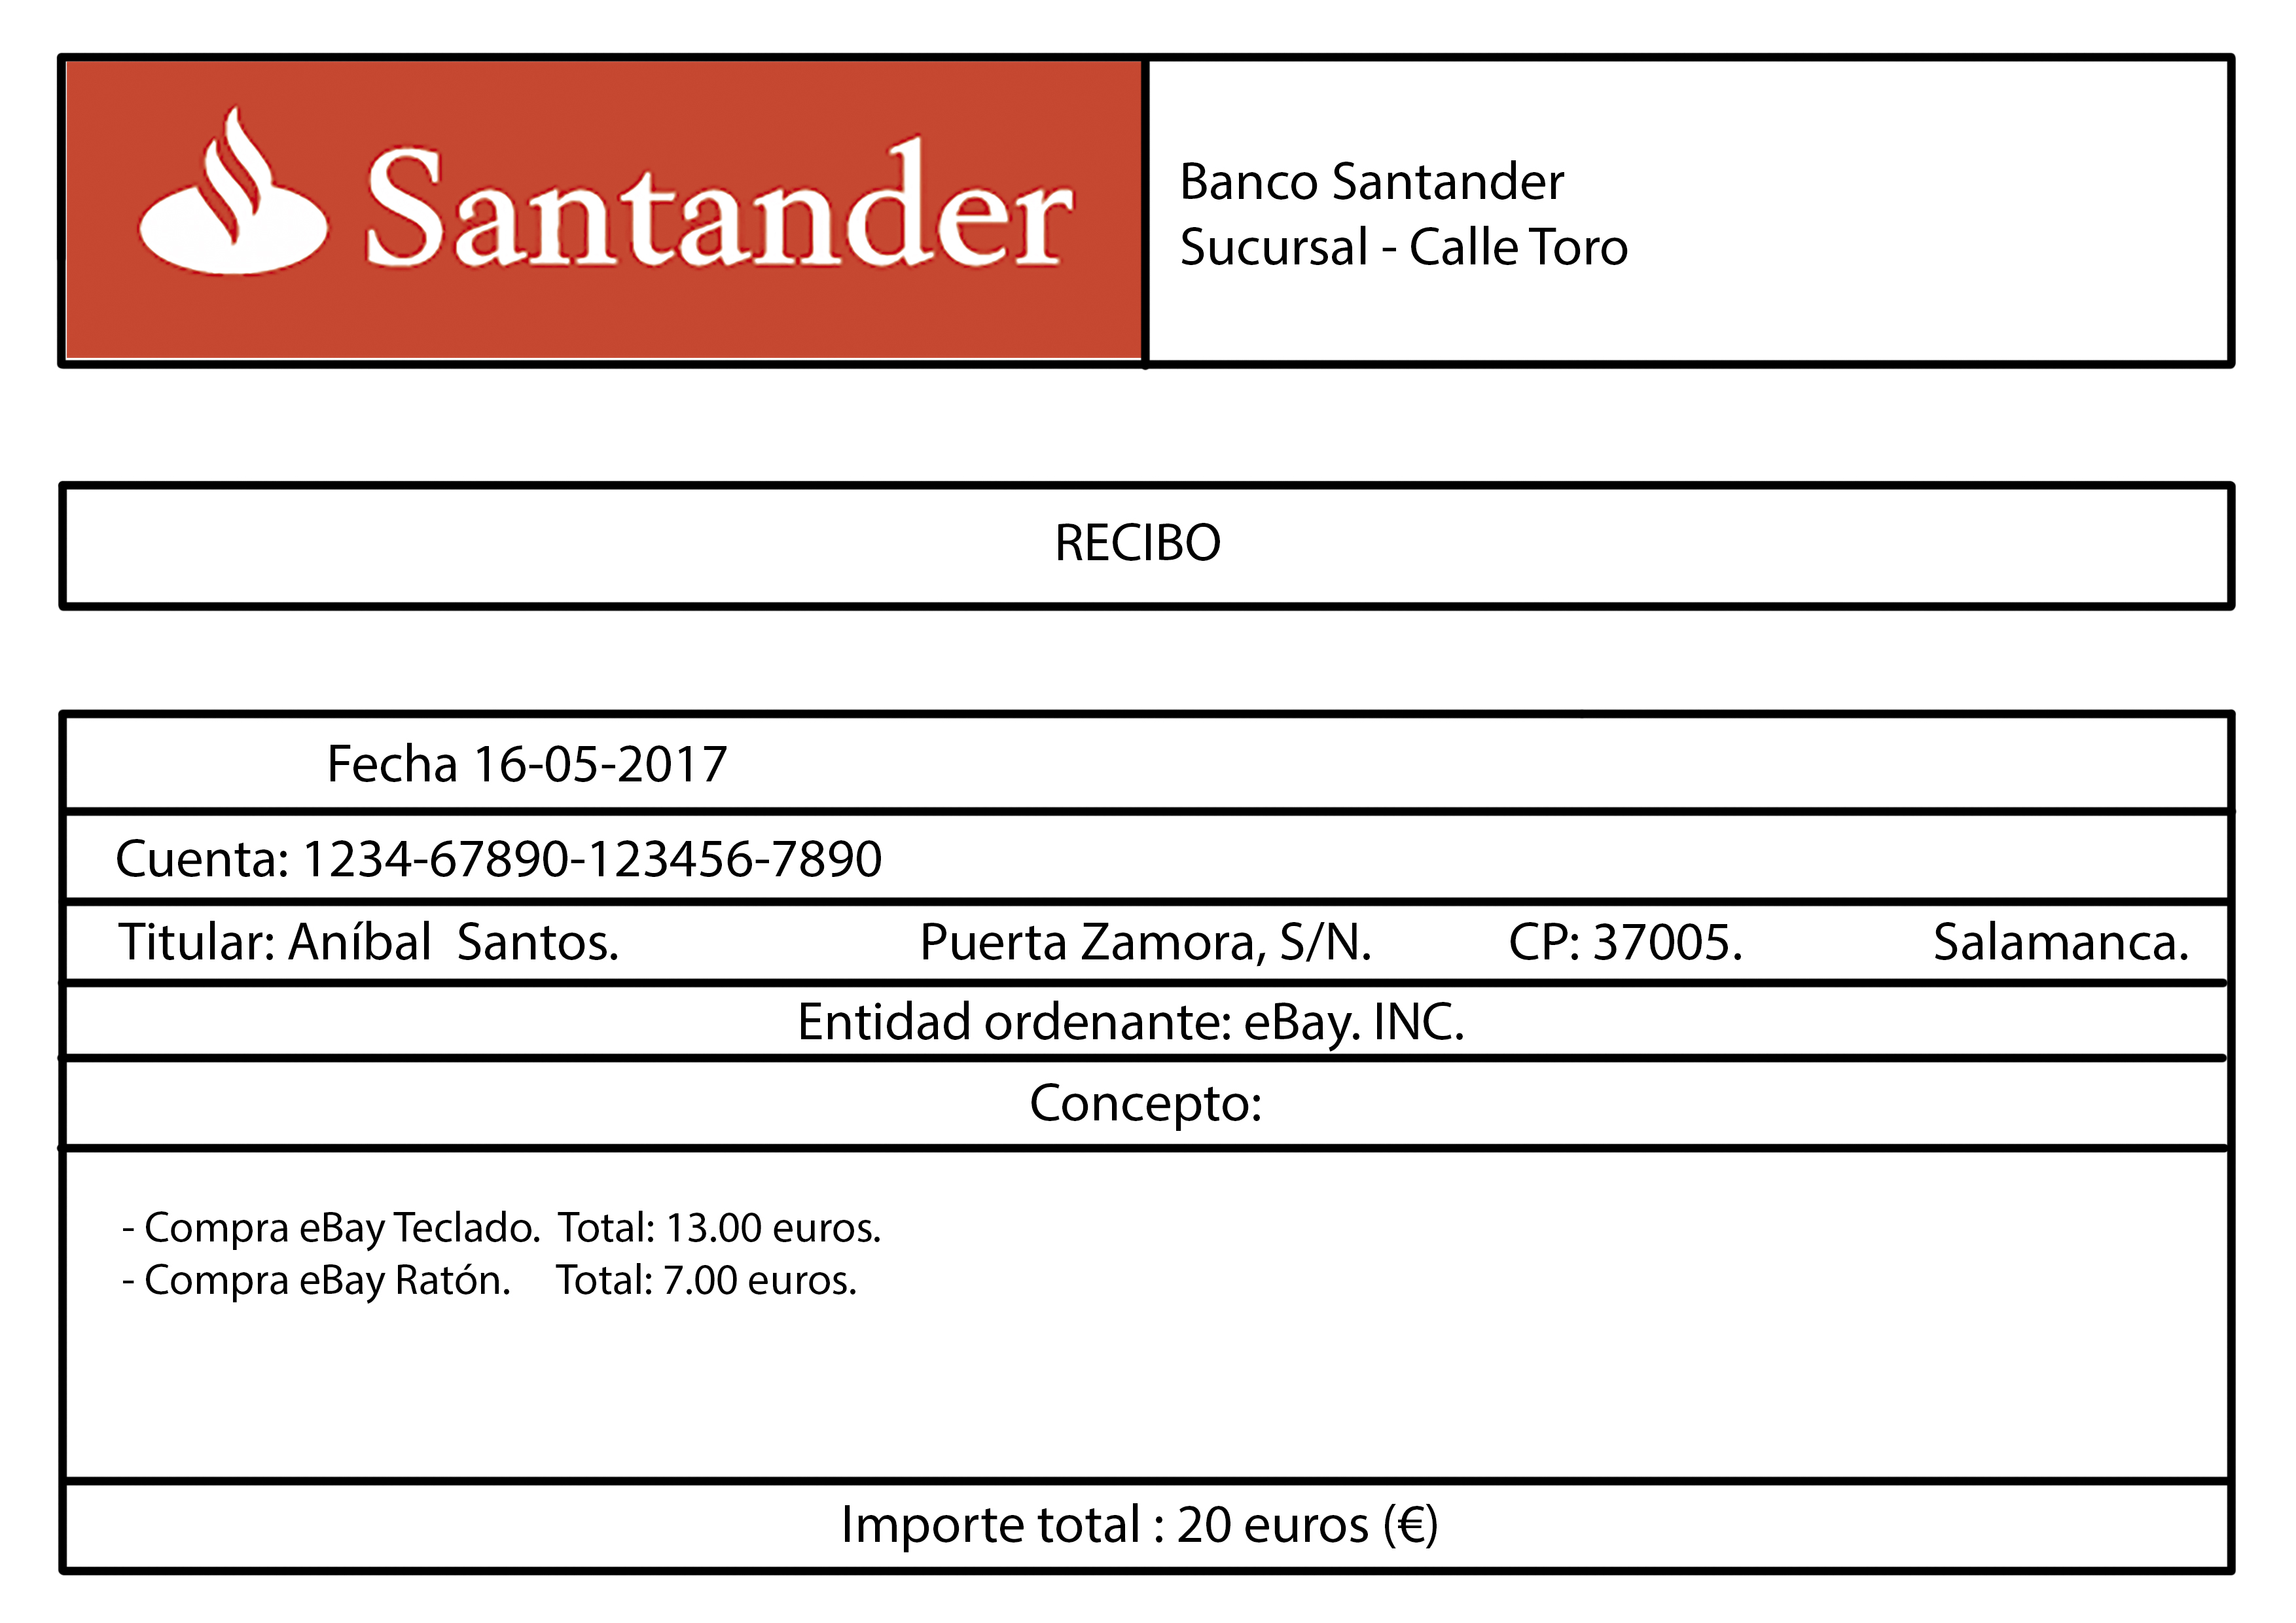 Santander
Banco Santander
Sucursal - Calle Toro
RECIBO
Fecha 16-05-2017
Cuenta: 1234-67890-123456-7890
Titular: Aníbal Santos. Puerta Zamora, S/N. CP: 37005. Salamanca.
Entidad ordenante: eBay. INC.
Concepto:
- Compra eBay Teclado. Total: 13.00 euros.
- Compra eBay Ratón. Total: 7.00 euros.
Importe total : 20 euros (€)